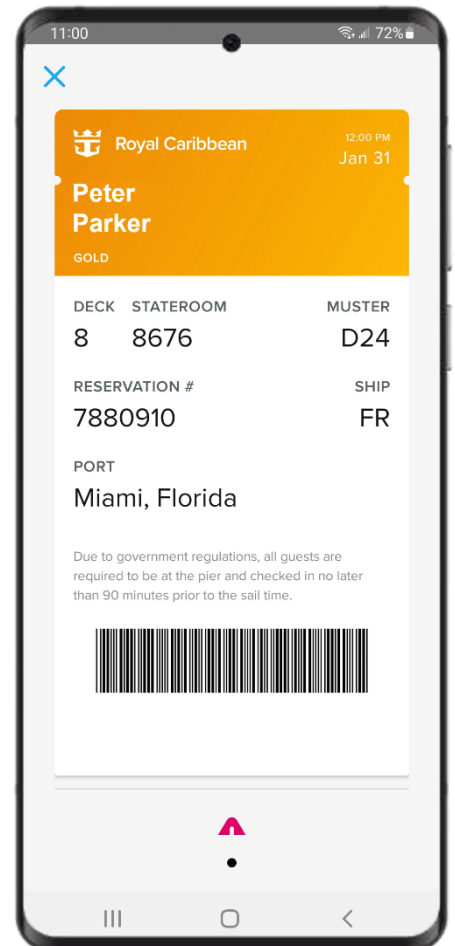 11:00 72%
Royal Caribbean
12:00 PM
Jan 31
Peter
Parker
GOLD
DECK STATEROOM MUSTER
8 8676 D24
RESERVATION # SHIP
7880910 FR
PORT
Miami, Florida
Due to government regulations, all guests are
required to be at the pier and checked in no later
than 90 minutes prior to the sail time.